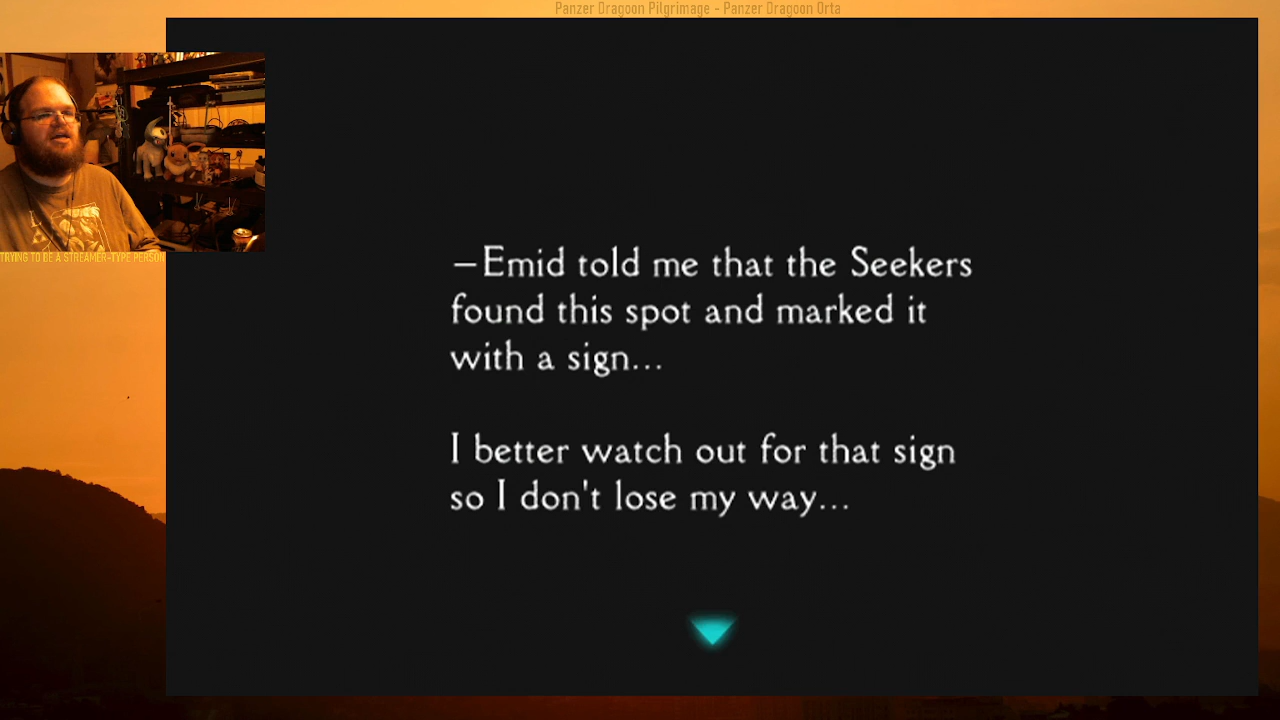 Panzer Dragoon Pilgrimage - Panzer Dragoon Orta
TRYING TO BE A STREAMER-TYPE PERSON
—Emid told me that the Seekers
found this spot and marked it
with a sign...
I better watch out for that sign
so I don't lose my way...